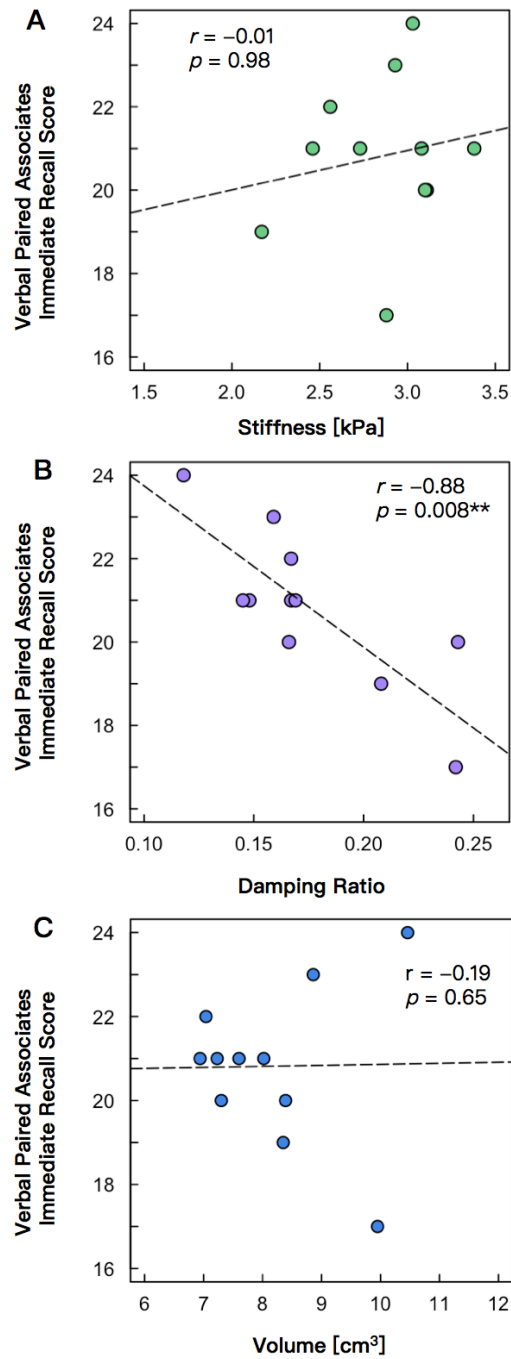 A
r = −0.01
p = 0.98
Verbal Paired Associates
Immediate Recall Score
24
22
20
18
16
1.5 2.0 2.5 3.0 3.5
Stiffness [kPa]
B
r = −0.88
p = 0.008**
Verbal Paired Associates
Immediate Recall Score
24
22
20
18
16
0.10 0.15 0.20 0.25
Damping Ratio
C
r = −0.19
p = 0.65
Verbal Paired Associates
Immediate Recall Score
24
22
20
18
16
6 7 8 9 10 11 12
Volume [cm³]